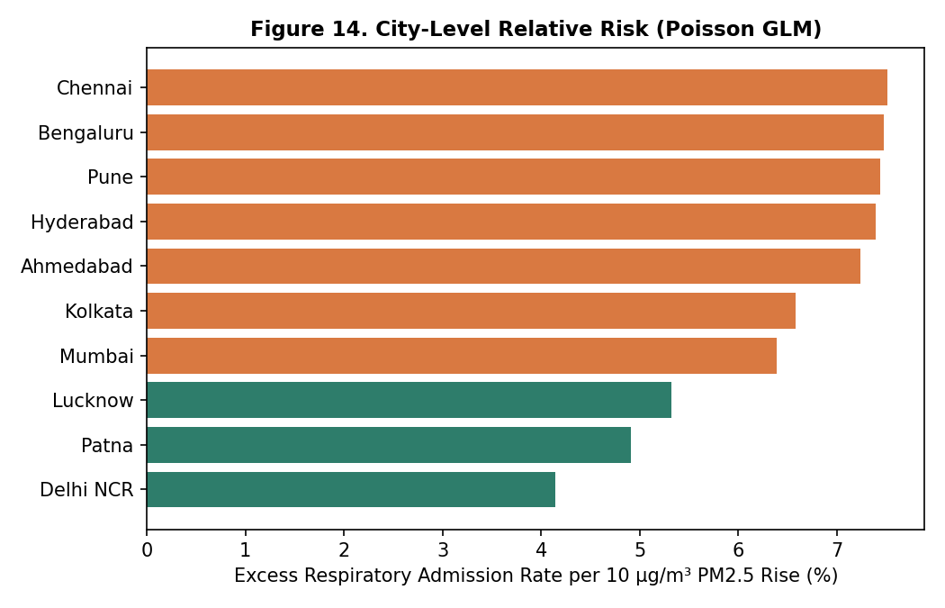 Figure 14. City-Level Relative Risk (Poisson GLM)
Chennai
Bengaluru
Pune
Hyderabad
Ahmedabad
Kolkata
Mumbai
Lucknow
Patna
Delhi NCR
0 1 2 3 4 5 6 7
Excess Respiratory Admission Rate per 10 µg/m³ PM2.5 Rise (%)